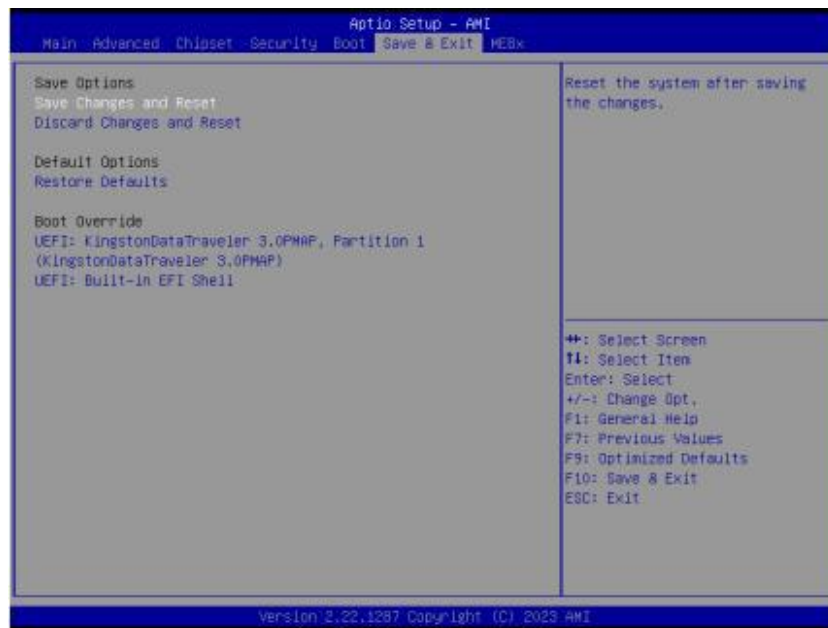 Aptio Setup - AMI
Main Advanced Chipset Security Boot Save & Exit MEBx
Save Options
Save Changes and Reset
Discard Changes and Reset
Default Options
Restore Defaults
Boot Override
UEFI: KingstonDataTraveler 3.0PMAP, Partition 1
(KingstonDataTraveler 3.0PMAP)
UEFI: Built-in EFI Shell
Reset the system after saving
the changes.
→←: Select Screen
↑↓: Select Item
Enter: Select
+/-: Change Opt.
F1: General Help
F7: Previous Values
F9: Optimized Defaults
F10: Save & Exit
ESC: Exit
Version 2.22.1287 Copyright (C) 2023 AMI